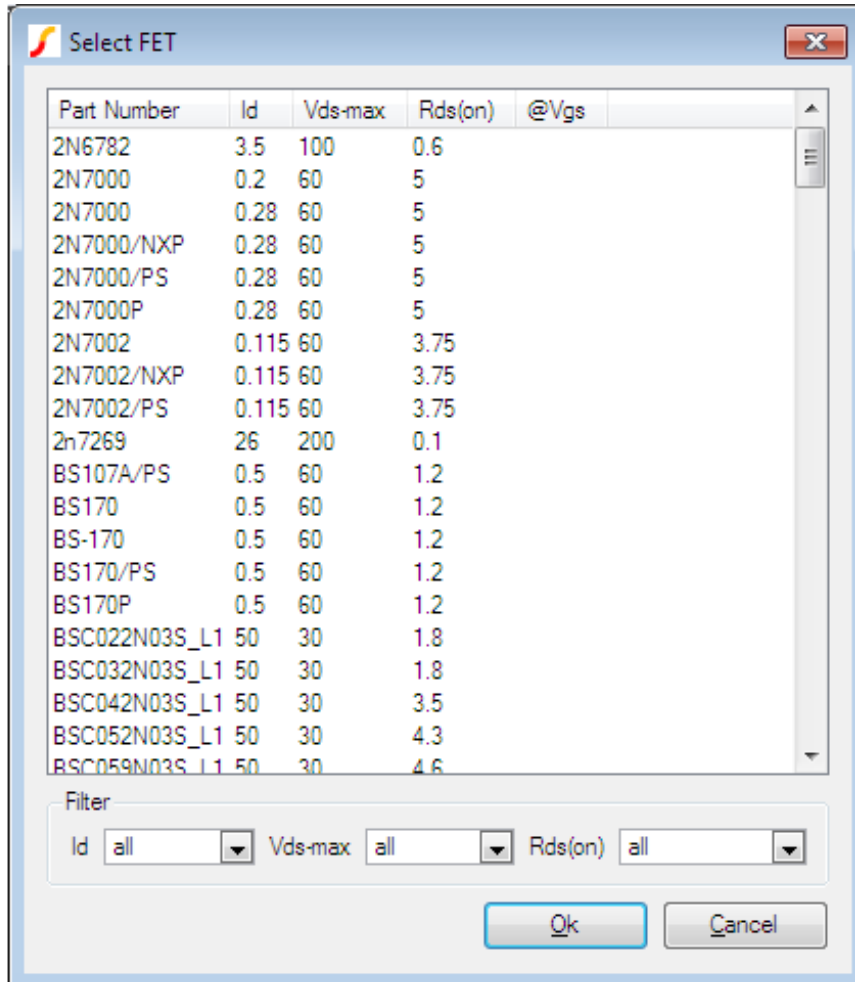 Select FET
Part Number Id Vds-max Rds(on) @Vgs
2N6782 3.5 100 0.6
2N7000 0.2 60 5
2N7000 0.28 60 5
2N7000/NXP 0.28 60 5
2N7000/PS 0.28 60 5
2N7000P 0.28 60 5
2N7002 0.115 60 3.75
2N7002/NXP 0.115 60 3.75
2N7002/PS 0.115 60 3.75
2n7269 26 200 0.1
BS107A/PS 0.5 60 1.2
BS170 0.5 60 1.2
BS-170 0.5 60 1.2
BS170/PS 0.5 60 1.2
BS170P 0.5 60 1.2
BSC022N03S_L1 50 30 1.8
BSC032N03S_L1 50 30 1.8
BSC042N03S_L1 50 30 3.5
BSC052N03S_L1 50 30 4.3
BSC059N03S_L1 50 30 4.6
Filter
Id all Vds-max all Rds(on) all
Ok Cancel